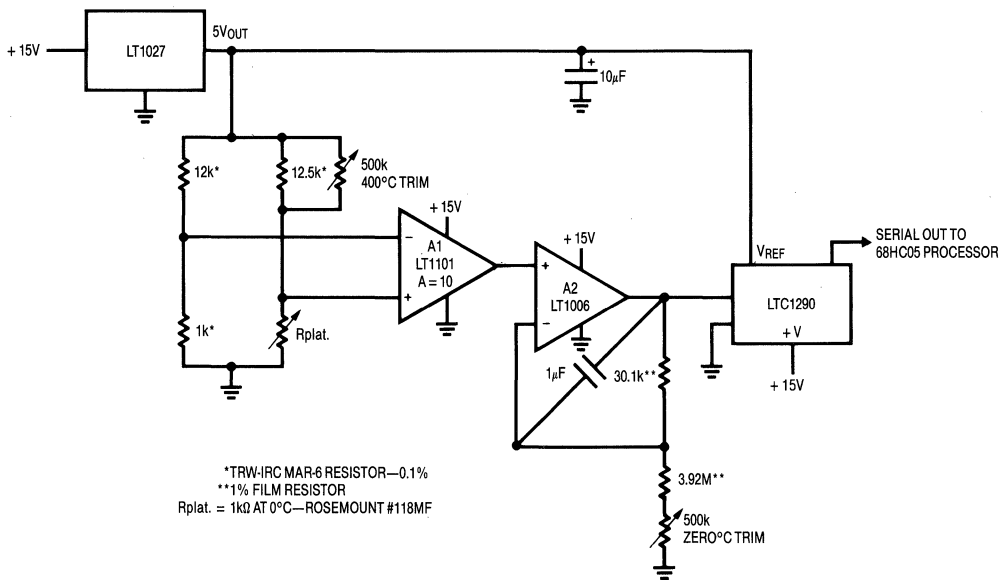 + 15V
LT1027
5VOUT
+
10µF
12k*
12.5k*
500k
400°C TRIM
+ 15V
−
A1
LT1101
A = 10
+
+ 15V
+
A2
LT1006
−
VREF
SERIAL OUT TO
68HC05 PROCESSOR
LTC1290
+ V
+ 15V
1k*
Rplat.
1µF
30.1k**
3.92M**
500k
ZERO°C TRIM
*TRW-IRC MAR-6 RESISTOR—0.1%
**1% FILM RESISTOR
Rplat. = 1kΩ AT 0°C—ROSEMOUNT #118MF